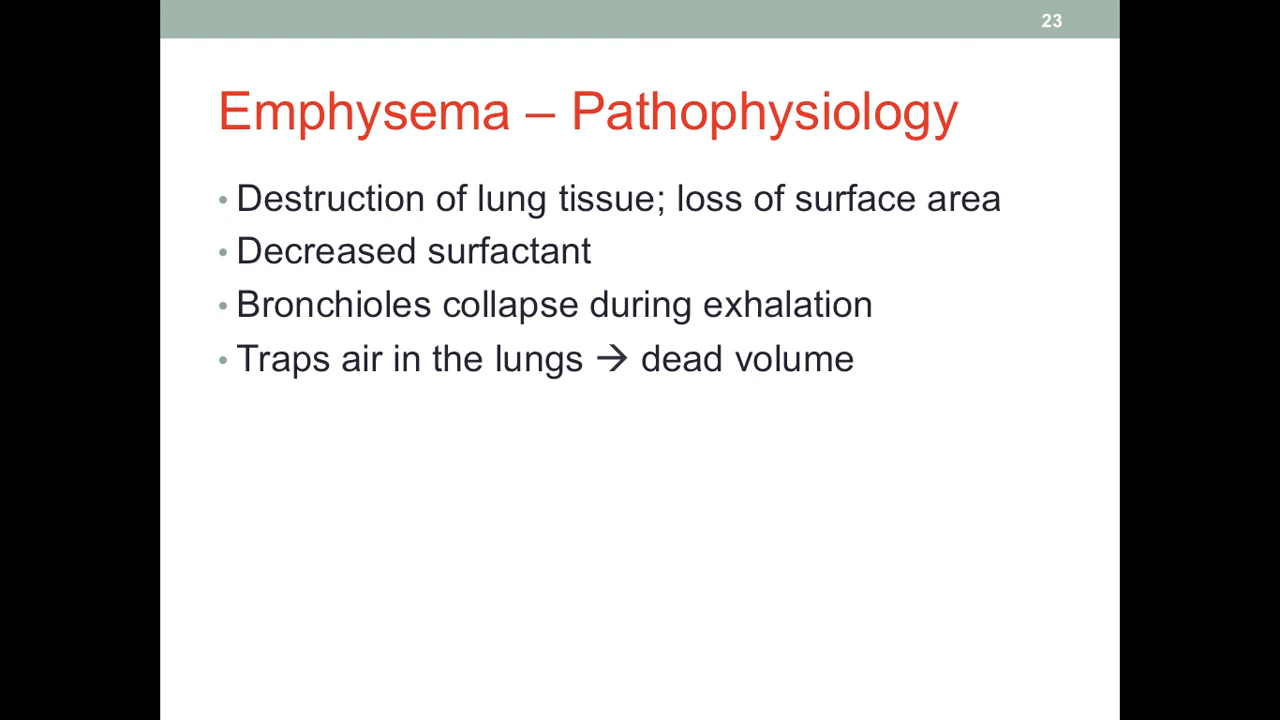 23
Emphysema – Pathophysiology
• Destruction of lung tissue; loss of surface area
• Decreased surfactant
• Bronchioles collapse during exhalation
• Traps air in the lungs → dead volume